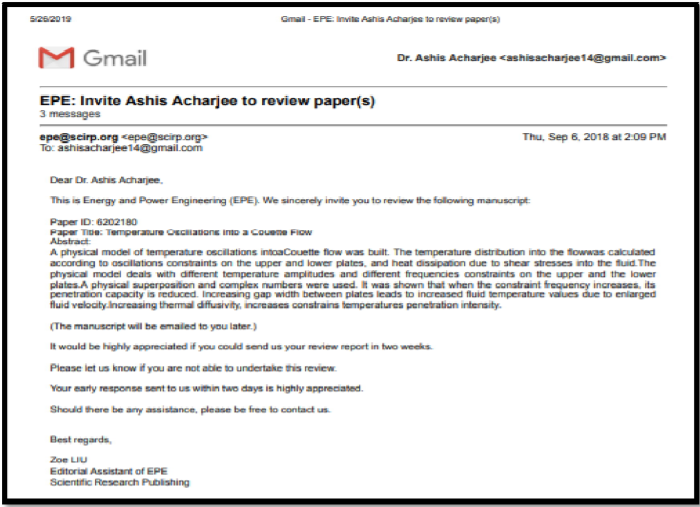 5/26/2019
Gmail - EPE: Invite Ashis Acharjee to review paper(s)
Gmail
Dr. Ashis Acharjee <ashisacharjee14@gmail.com>
EPE: Invite Ashis Acharjee to review paper(s)
3 messages
epe@scirp.org <epe@scirp.org>
Thu, Sep 6, 2018 at 2:09 PM
To: ashisacharjee14@gmail.com
Dear Dr. Ashis Acharjee,
This is Energy and Power Engineering (EPE). We sincerely invite you to review the following manuscript:
Paper ID: 6202180
Paper Title: Temperature Oscillations into a Couette Flow
Abstract:
A physical model of temperature oscillations intoaCouette flow was built. The temperature distribution into the flowwas calculated
according to oscillations constraints on the upper and lower plates, and heat dissipation due to shear stresses into the fluid.The
physical model deals with different temperature amplitudes and different frequencies constraints on the upper and the lower
plates.A physical superposition and complex numbers were used. It was shown that when the constraint frequency increases, its
penetration capacity is reduced. Increasing gap width between plates leads to increased fluid temperature values due to enlarged
fluid velocity.Increasing thermal diffusivity, increases constrains temperatures penetration intensity.
(The manuscript will be emailed to you later.)
It would be highly appreciated if you could send us your review report in two weeks.
Please let us know if you are not able to undertake this review.
Your early response sent to us within two days is highly appreciated.
Should there be any assistance, please be free to contact us.
Best regards,
Zoe LIU
Editorial Assistant of EPE
Scientific Research Publishing